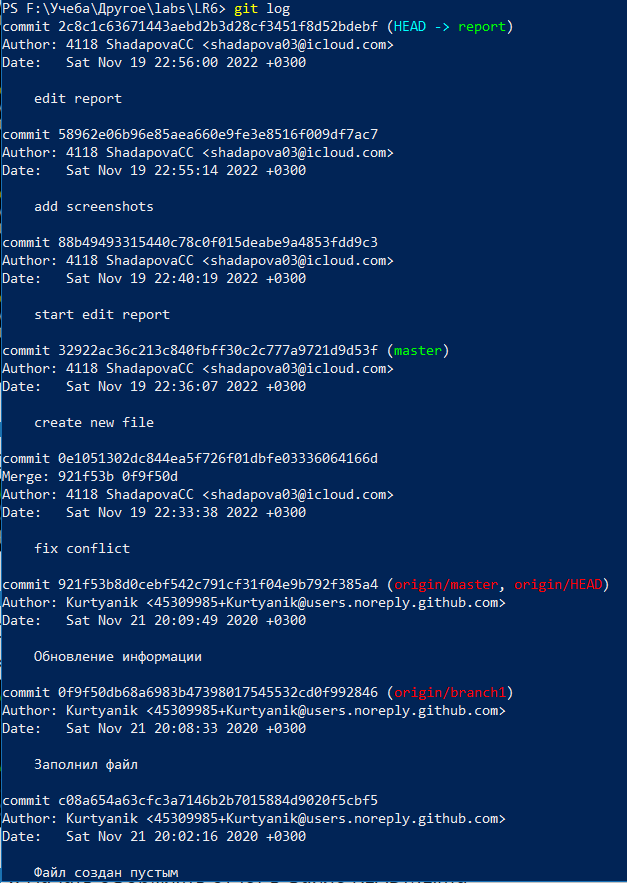 PS F:\Учеба\Другое\labs\LR6> git log
commit 2c8c1c63671443aebd2b3d28cf3451f8d52bdebf (HEAD -> report)
Author: 4118 ShadapovaCC <shadapova03@icloud.com>
Date:   Sat Nov 19 22:56:00 2022 +0300
edit report
commit 58962e06b96e85aea660e9fe3e8516f009df7ac7
Author: 4118 ShadapovaCC <shadapova03@icloud.com>
Date:   Sat Nov 19 22:55:14 2022 +0300
add screenshots
commit 88b49493315440c78c0f015deabe9a4853fdd9c3
Author: 4118 ShadapovaCC <shadapova03@icloud.com>
Date:   Sat Nov 19 22:40:19 2022 +0300
start edit report
commit 32922ac36c213c840fbff30c2c777a9721d9d53f (master)
Author: 4118 ShadapovaCC <shadapova03@icloud.com>
Date:   Sat Nov 19 22:36:07 2022 +0300
create new file
commit 0e1051302dc844ea5f726f01dbfe03336064166d
Merge: 921f53b 0f9f50d
Author: 4118 ShadapovaCC <shadapova03@icloud.com>
Date:   Sat Nov 19 22:33:38 2022 +0300
fix conflict
commit 921f53b8d0cebf542c791cf31f04e9b792f385a4 (origin/master, origin/HEAD)
Author: Kurtyanik <45309985+Kurtyanik@users.noreply.github.com>
Date:   Sat Nov 21 20:09:49 2020 +0300
Обновление информации
commit 0f9f50db68a6983b47398017545532cd0f992846 (origin/branch1)
Author: Kurtyanik <45309985+Kurtyanik@users.noreply.github.com>
Date:   Sat Nov 21 20:08:33 2020 +0300
Заполнил файл
commit c08a654a63cfc3a7146b2b7015884d9020f5cbf5
Author: Kurtyanik <45309985+Kurtyanik@users.noreply.github.com>
Date:   Sat Nov 21 20:02:16 2020 +0300
Файл создан пустым